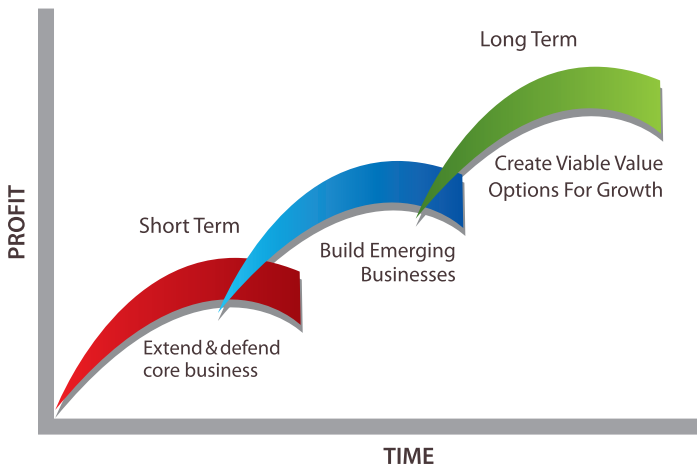 Long Term
Create Viable Value
Options For Growth
PROFIT
Short Term
Build Emerging
Businesses
Extend & defend
core business
TIME